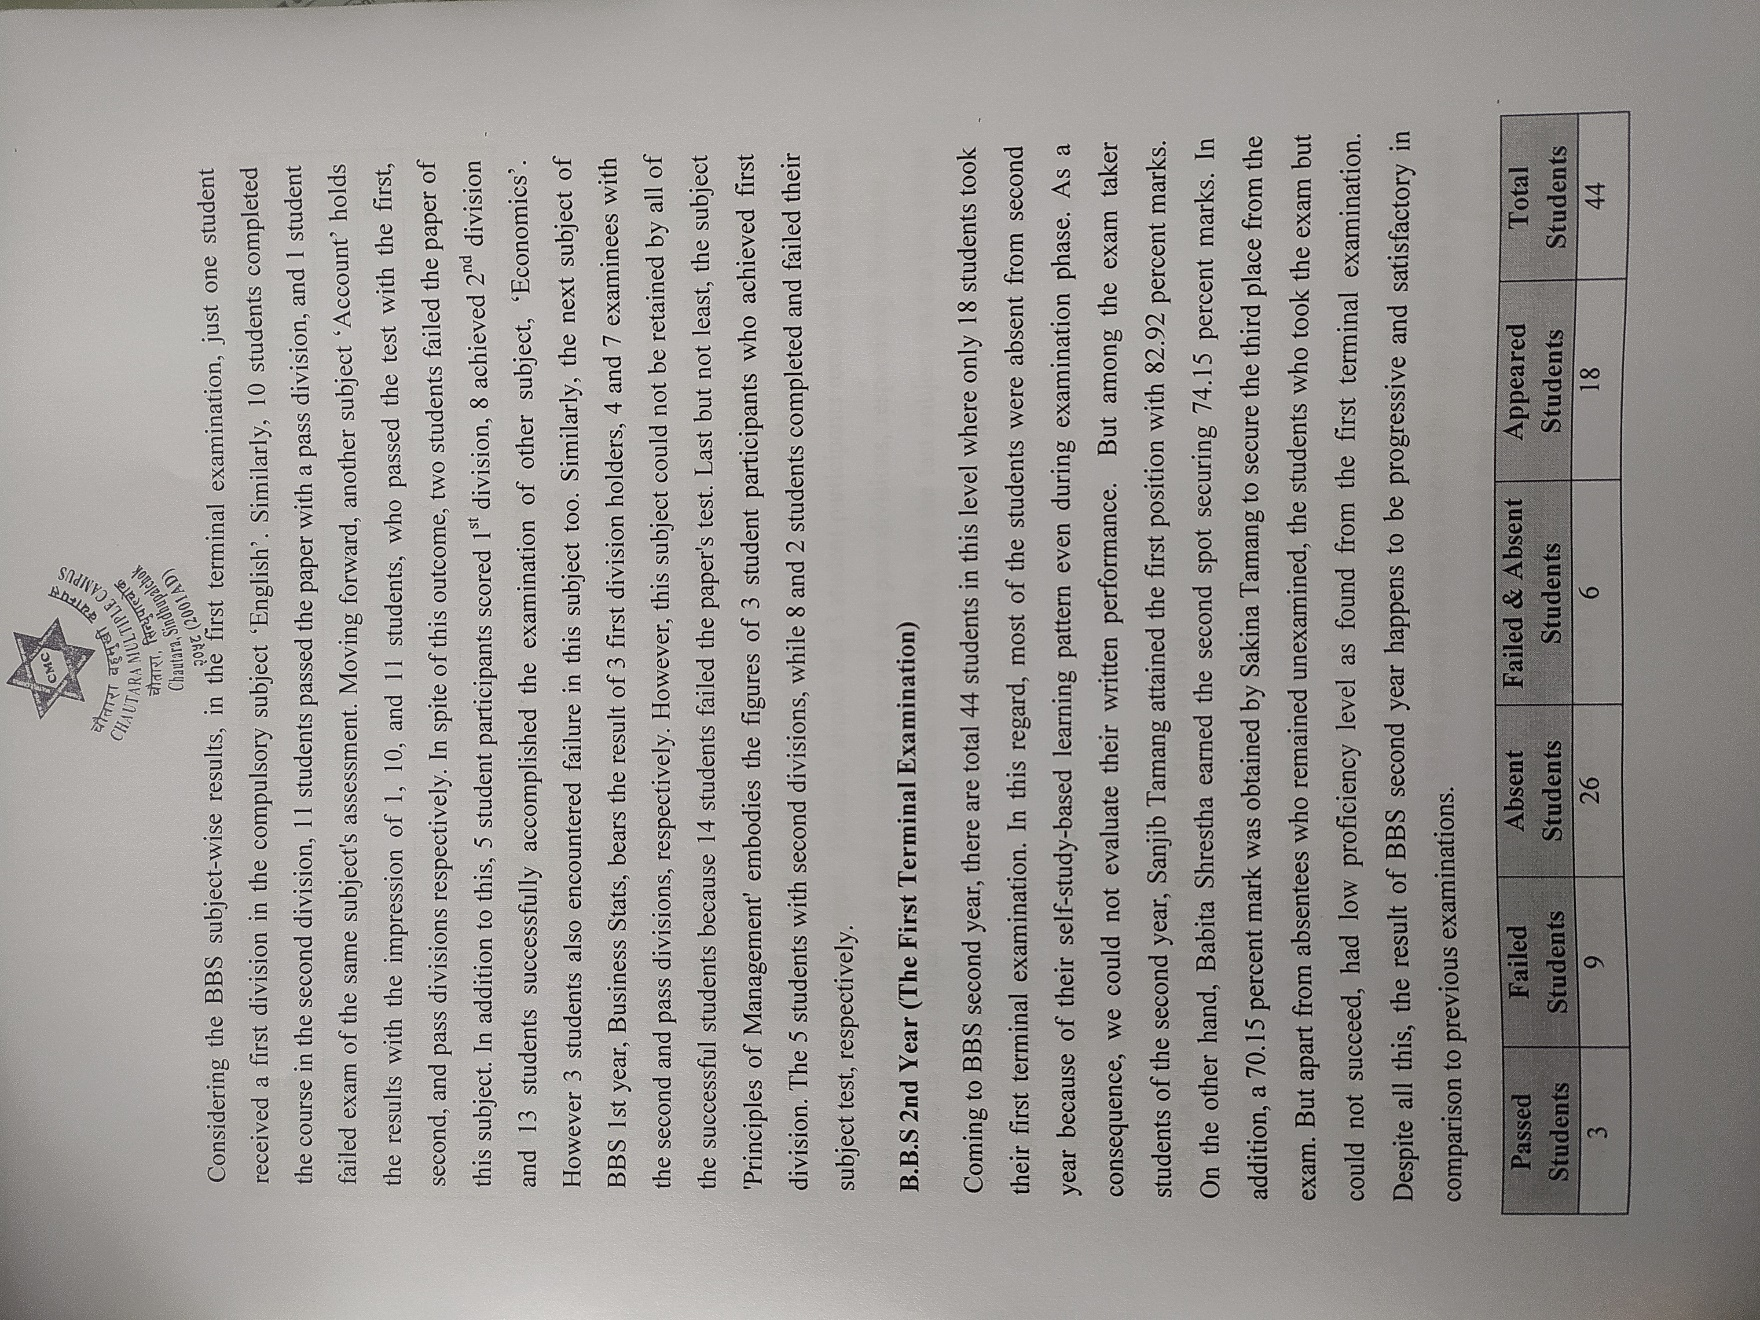 CMC
चौतारा बहुमुखी क्याम्पस
CHAUTARA MULTIPLE CAMPUS
चौतारा, सिन्धुपाल्चोक
Chautara, Sindhupalchok
२०५८ (2001AD)
Considering the BBS subject-wise results, in the first terminal examination, just one student
received a first division in the compulsory subject ‘English’. Similarly, 10 students completed
the course in the second division, 11 students passed the paper with a pass division, and 1 student
failed exam of the same subject's assessment. Moving forward, another subject ‘Account’ holds
the results with the impression of 1, 10, and 11 students, who passed the test with the first,
second, and pass divisions respectively. In spite of this outcome, two students failed the paper of
this subject. In addition to this, 5 student participants scored 1st division, 8 achieved 2nd division
and 13 students successfully accomplished the examination of other subject, ‘Economics’.
However 3 students also encountered failure in this subject too. Similarly, the next subject of
BBS 1st year, Business Stats, bears the result of 3 first division holders, 4 and 7 examinees with
the second and pass divisions, respectively. However, this subject could not be retained by all of
the successful students because 14 students failed the paper's test. Last but not least, the subject
'Principles of Management' embodies the figures of 3 student participants who achieved first
division. The 5 students with second divisions, while 8 and 2 students completed and failed their
subject test, respectively.
B.B.S 2nd Year (The First Terminal Examination)
Coming to BBS second year, there are total 44 students in this level where only 18 students took
their first terminal examination. In this regard, most of the students were absent from second
year because of their self-study-based learning pattern even during examination phase. As a
consequence, we could not evaluate their written performance. But among the exam taker
students of the second year, Sanjib Tamang attained the first position with 82.92 percent marks.
On the other hand, Babita Shrestha earned the second spot securing 74.15 percent marks. In
addition, a 70.15 percent mark was obtained by Sakina Tamang to secure the third place from the
exam. But apart from absentees who remained unexamined, the students who took the exam but
could not succeed, had low proficiency level as found from the first terminal examination.
Despite all this, the result of BBS second year happens to be progressive and satisfactory in
comparison to previous examinations.
Passed Students Failed Students Absent Students Failed & Absent Students Appeared Students Total Students
3 9 26 6 18 44